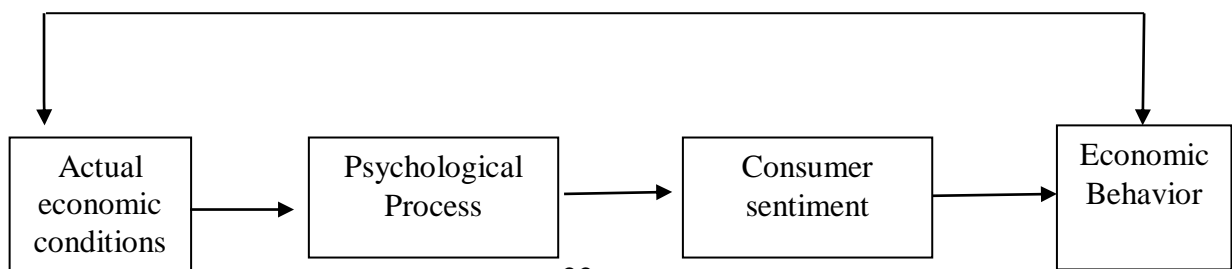 Actual
economic
conditions
Psychological
Process
Consumer
sentiment
Economic
Behavior